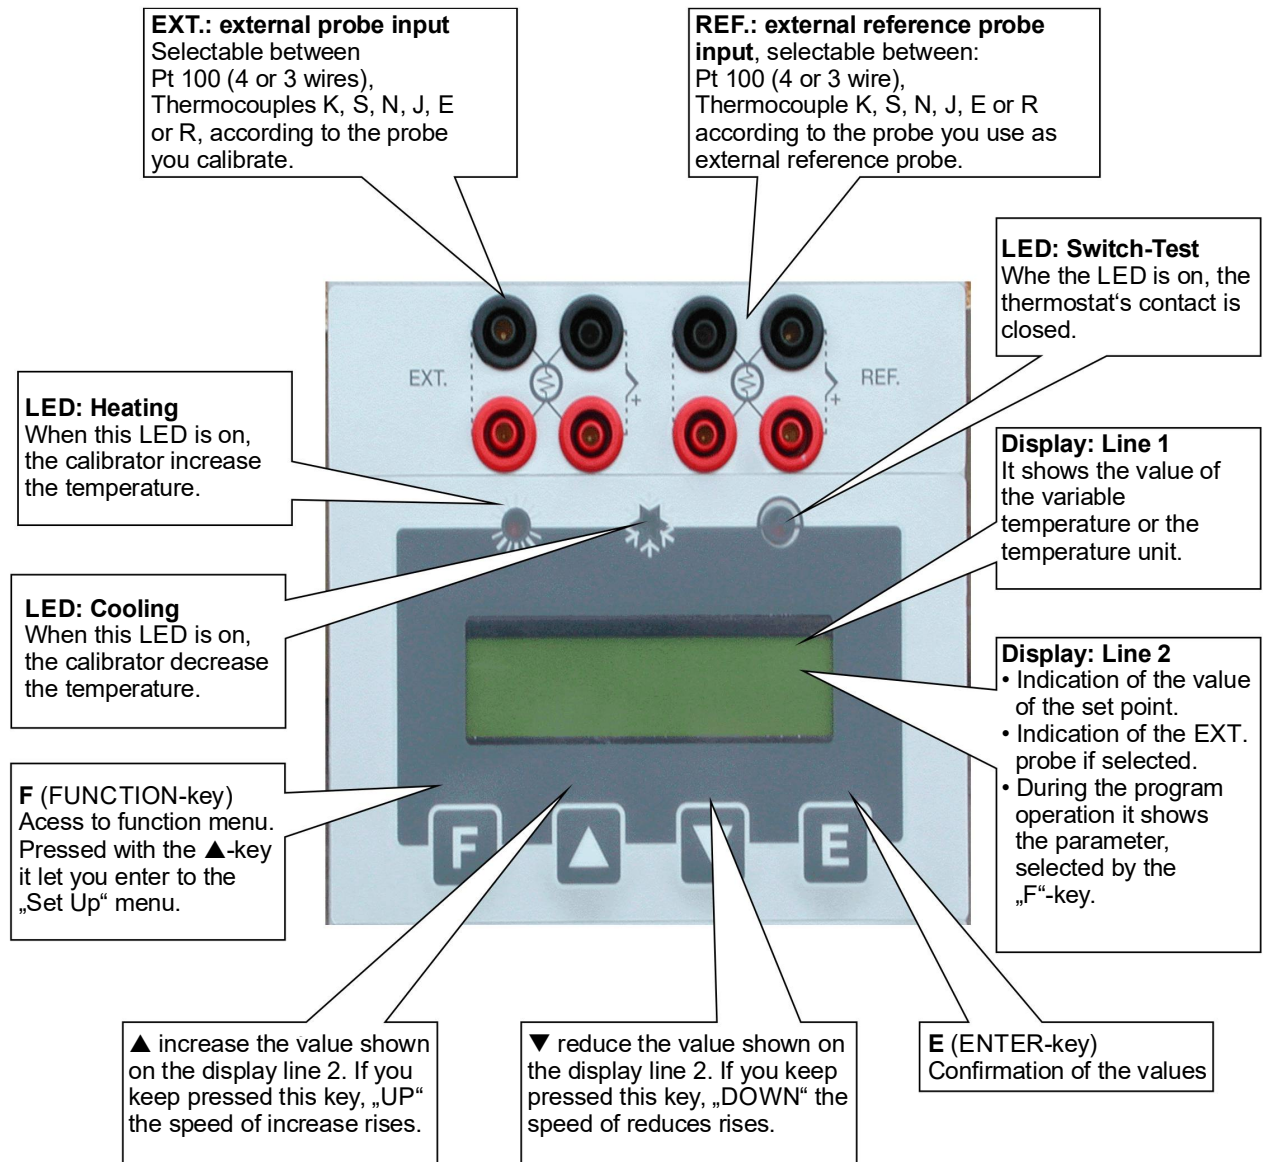 EXT.: external probe input
Selectable between
Pt 100 (4 or 3 wires),
Thermocouples K, S, N, J, E
or R, according to the probe
you calibrate.
REF.: external reference probe
input, selectable between:
Pt 100 (4 or 3 wire),
Thermocouple K, S, N, J, E or R
according to the probe you use as
external reference probe.
LED: Switch-Test
Whe the LED is on, the
thermostat‘s contact is
closed.
EXT.
+
+
REF.
LED: Heating
When this LED is on,
the calibrator increase
the temperature.
Display: Line 1
It shows the value of
the variable
temperature or the
temperature unit.
LED: Cooling
When this LED is on,
the calibrator decrease
the temperature.
Display: Line 2
• Indication of the value
of the set point.
• Indication of the EXT.
probe if selected.
• During the program
operation it shows
the parameter,
selected by the
„F“-key.
F (FUNCTION-key)
Acess to function menu.
Pressed with the ▲-key
it let you enter to the
„Set Up“ menu.
F ▲ ▼ E
▲ increase the value shown
on the display line 2. If you
keep pressed this key, „UP“
the speed of increase rises.
▼ reduce the value shown on
the display line 2. If you keep
pressed this key, „DOWN“ the
speed of reduces rises.
E (ENTER-key)
Confirmation of the values